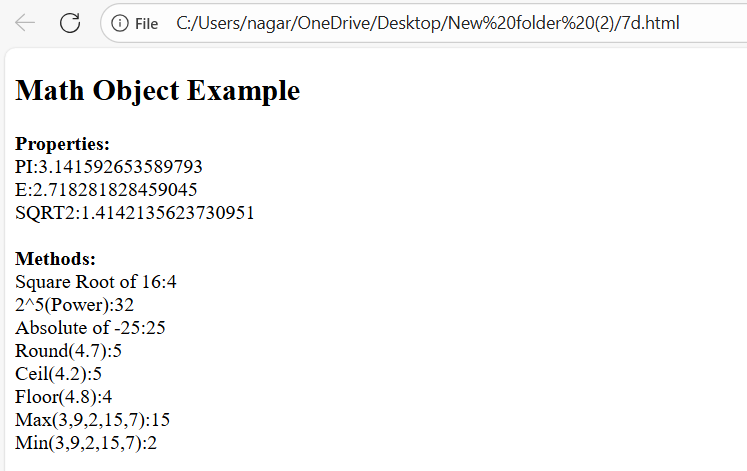 File C:/Users/nagar/OneDrive/Desktop/New%20folder%20(2)/7d.html
Math Object Example
Properties:
PI:3.141592653589793
E:2.718281828459045
SQRT2:1.4142135623730951
Methods:
Square Root of 16:4
2^5(Power):32
Absolute of -25:25
Round(4.7):5
Ceil(4.2):5
Floor(4.8):4
Max(3,9,2,15,7):15
Min(3,9,2,15,7):2